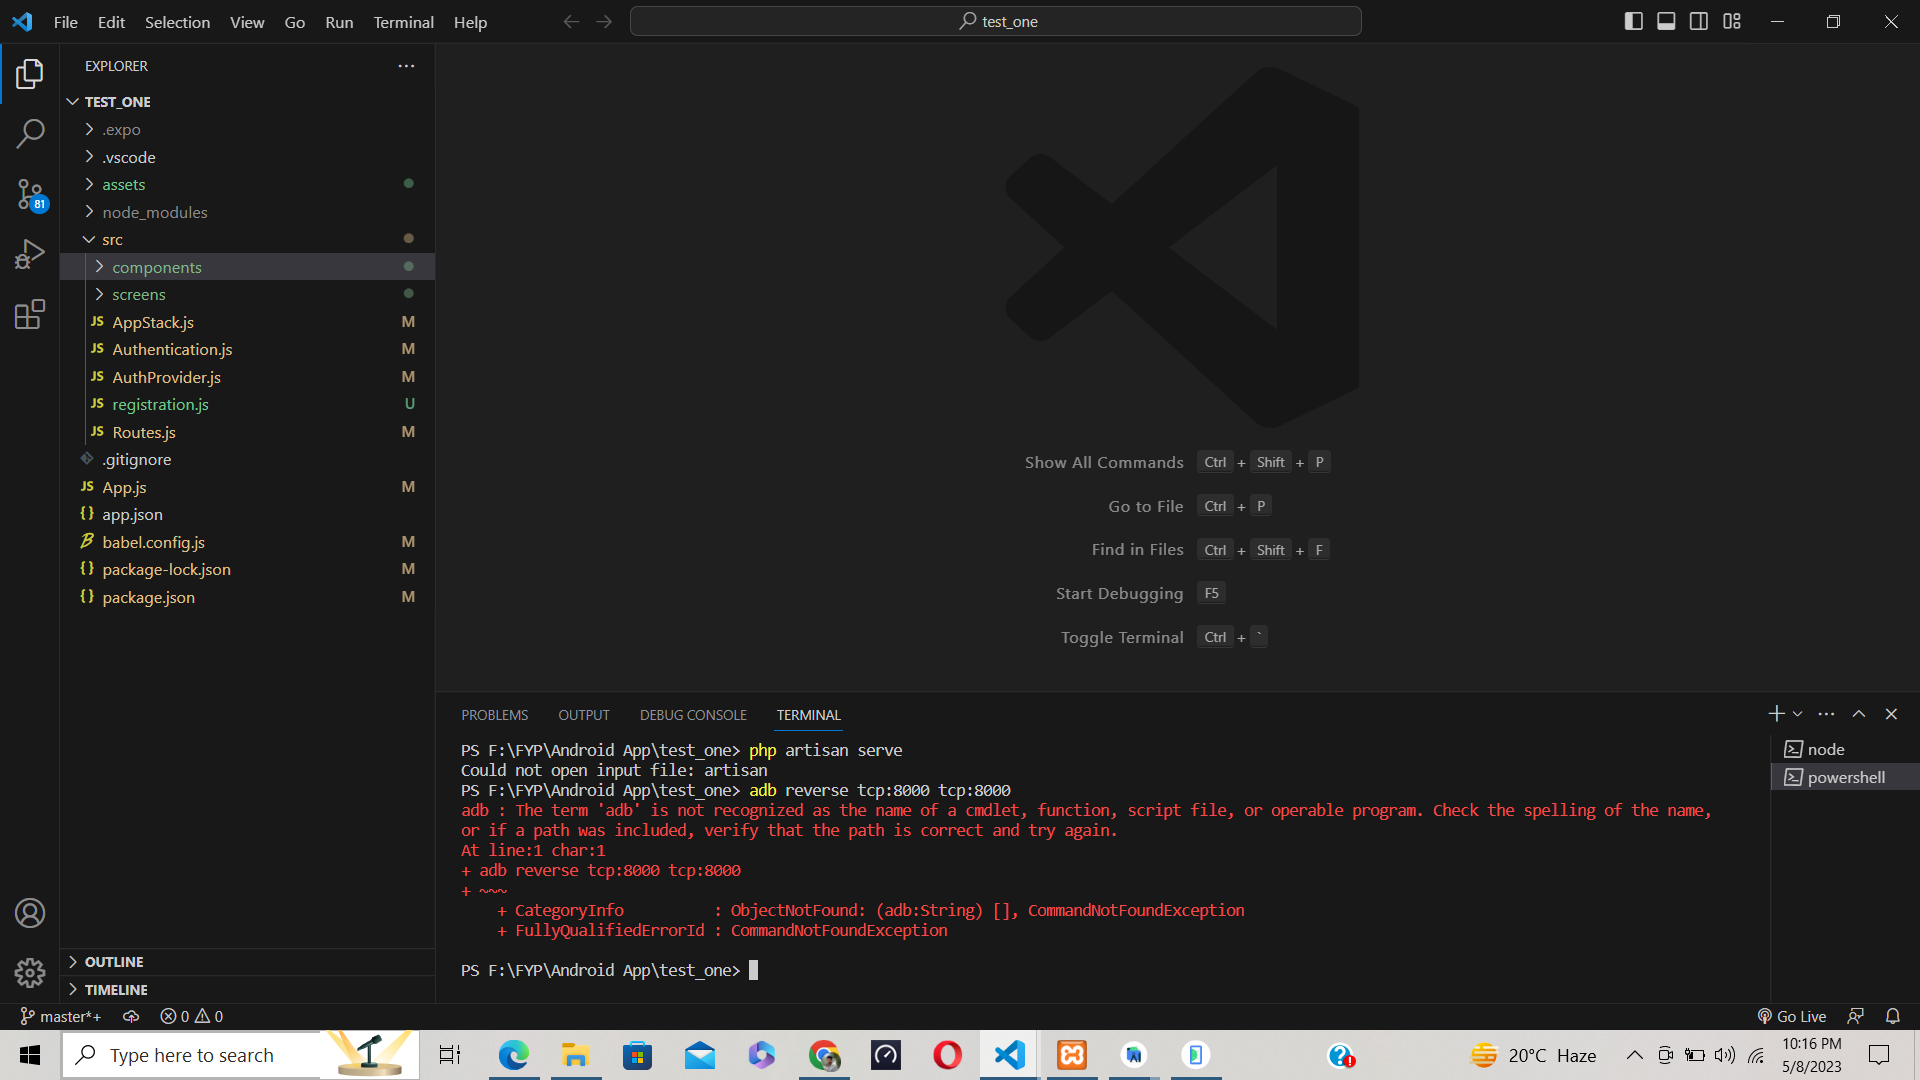 File Edit Selection View Go Run Terminal Help
test_one
EXPLORER
TEST_ONE
.expo
.vscode
assets
81
node_modules
src
components
screens
JS AppStack.js M
JS Authentication.js M
JS AuthProvider.js M
JS registration.js U
JS Routes.js M
.gitignore
JS App.js M
{} app.json
babel.config.js M
{} package-lock.json M
{} package.json M
OUTLINE
TIMELINE
Show All Commands Ctrl + Shift + P
Go to File Ctrl + P
Find in Files Ctrl + Shift + F
Start Debugging F5
Toggle Terminal Ctrl + `
PROBLEMS OUTPUT DEBUG CONSOLE TERMINAL
PS F:\FYP\Android App\test_one> php artisan serve
Could not open input file: artisan
PS F:\FYP\Android App\test_one> adb reverse tcp:8000 tcp:8000
adb : The term 'adb' is not recognized as the name of a cmdlet, function, script file, or operable program. Check the spelling of the name,
or if a path was included, verify that the path is correct and try again.
At line:1 char:1
+ adb reverse tcp:8000 tcp:8000
+ ~~~
+ CategoryInfo : ObjectNotFound: (adb:String) [], CommandNotFoundException
+ FullyQualifiedErrorId : CommandNotFoundException
PS F:\FYP\Android App\test_one>
node
powershell
master*+ 0 0
Go Live
Type here to search
20°C Haze
10:16 PM
5/8/2023